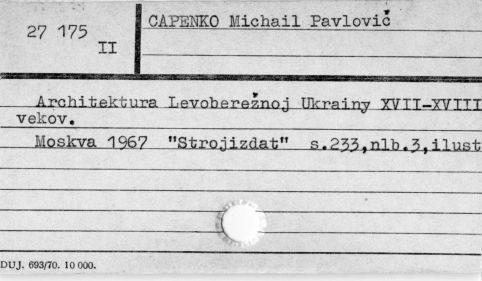 27 175
II
CAPENKO Michail Pavlovič
Architektura Levoberežnoj Ukrainy XVII-XVIII
vekov.
Moskva 1967 "Strojizdat" s.233,nlb.3,ilust
DUJ. 693/70. 10 000.